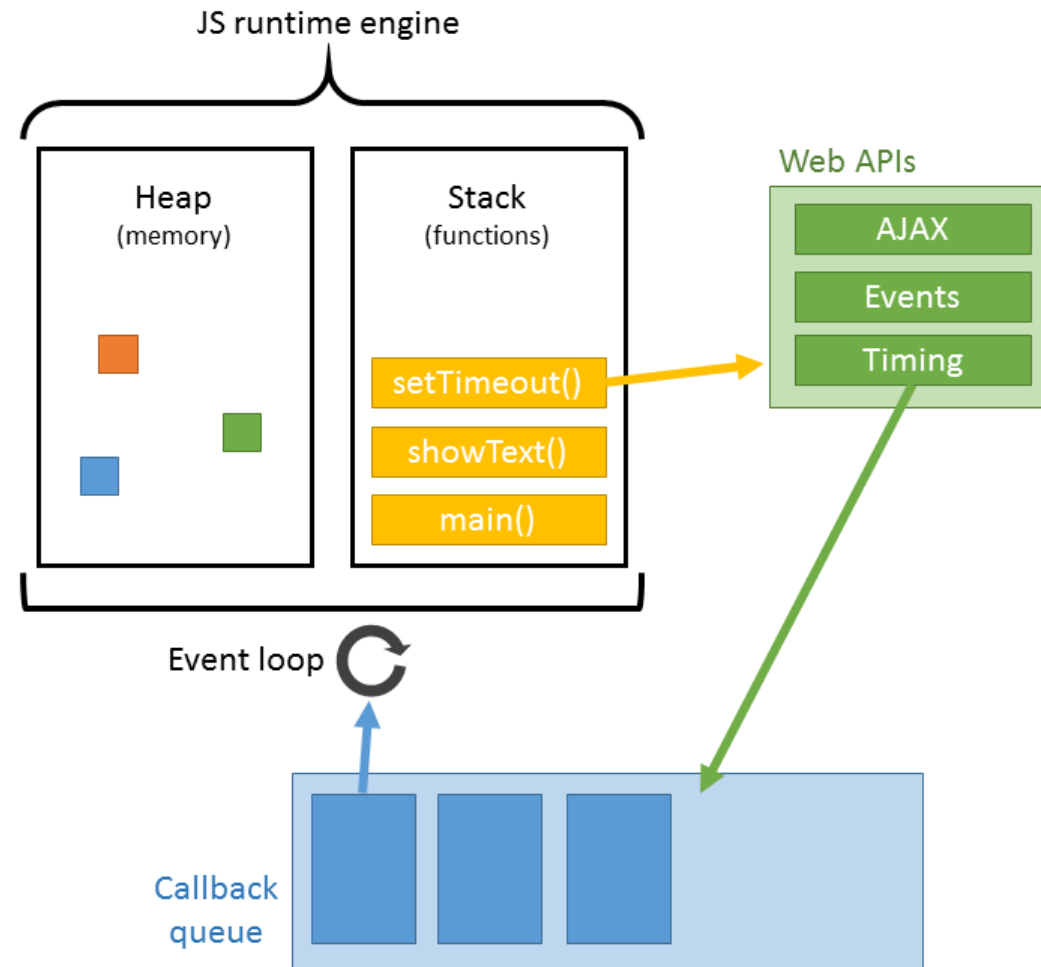 JS runtime engine
Heap
(memory)
Stack
(functions)
setTimeout()
showText()
main()
Web APIs
AJAX
Events
Timing
Event loop
Callback
queue